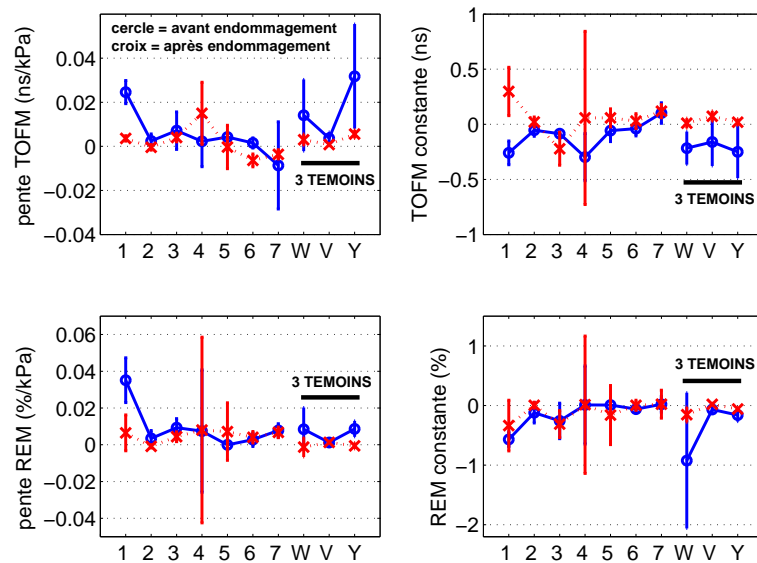 cercle = avant endommagement
croix = après endommagement
pente TOFM (ns/kPa)
0.04
0.02
0
−0.02
−0.04
3 TEMOINS
1 2 3 4 5 6 7 W V Y
TOFM constante (ns)
1
0.5
0
−0.5
−1
3 TEMOINS
1 2 3 4 5 6 7 W V Y
pente REM (%/kPa)
0.06
0.04
0.02
0
−0.02
−0.04
3 TEMOINS
1 2 3 4 5 6 7 W V Y
REM constante (%)
1
0
−1
−2
3 TEMOINS
1 2 3 4 5 6 7 W V Y